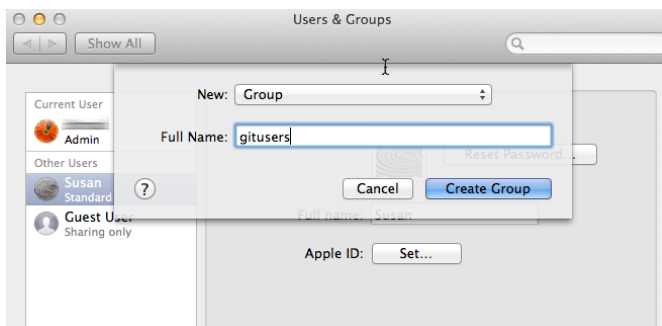 Users & Groups
Show All
New: Group
Full Name: gitusers
Current User
Admin
Other Users
Susan
Standard
Guest User
Sharing only
Reset Password...
? Cancel Create Group
Full name: Susan
Apple ID: Set...